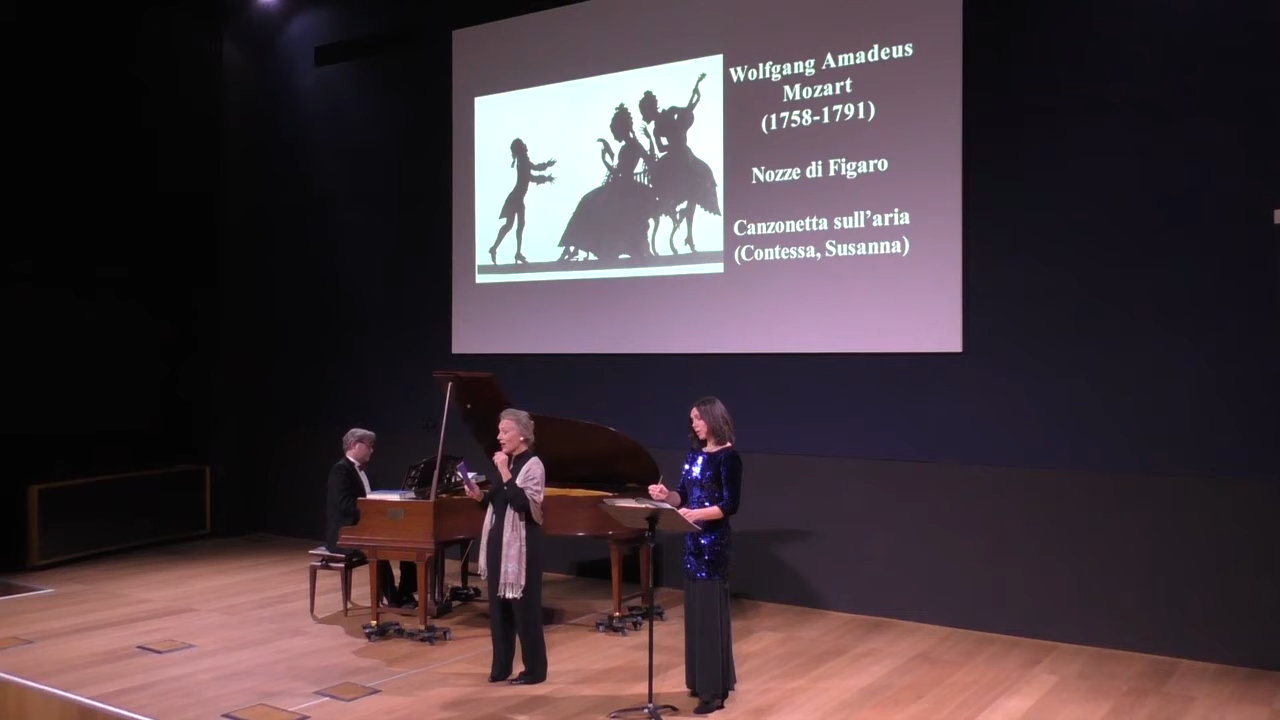 Wolfgang Amadeus
Mozart
(1758-1791)
Nozze di Figaro
Canzonetta sull'aria
(Contessa, Susanna)